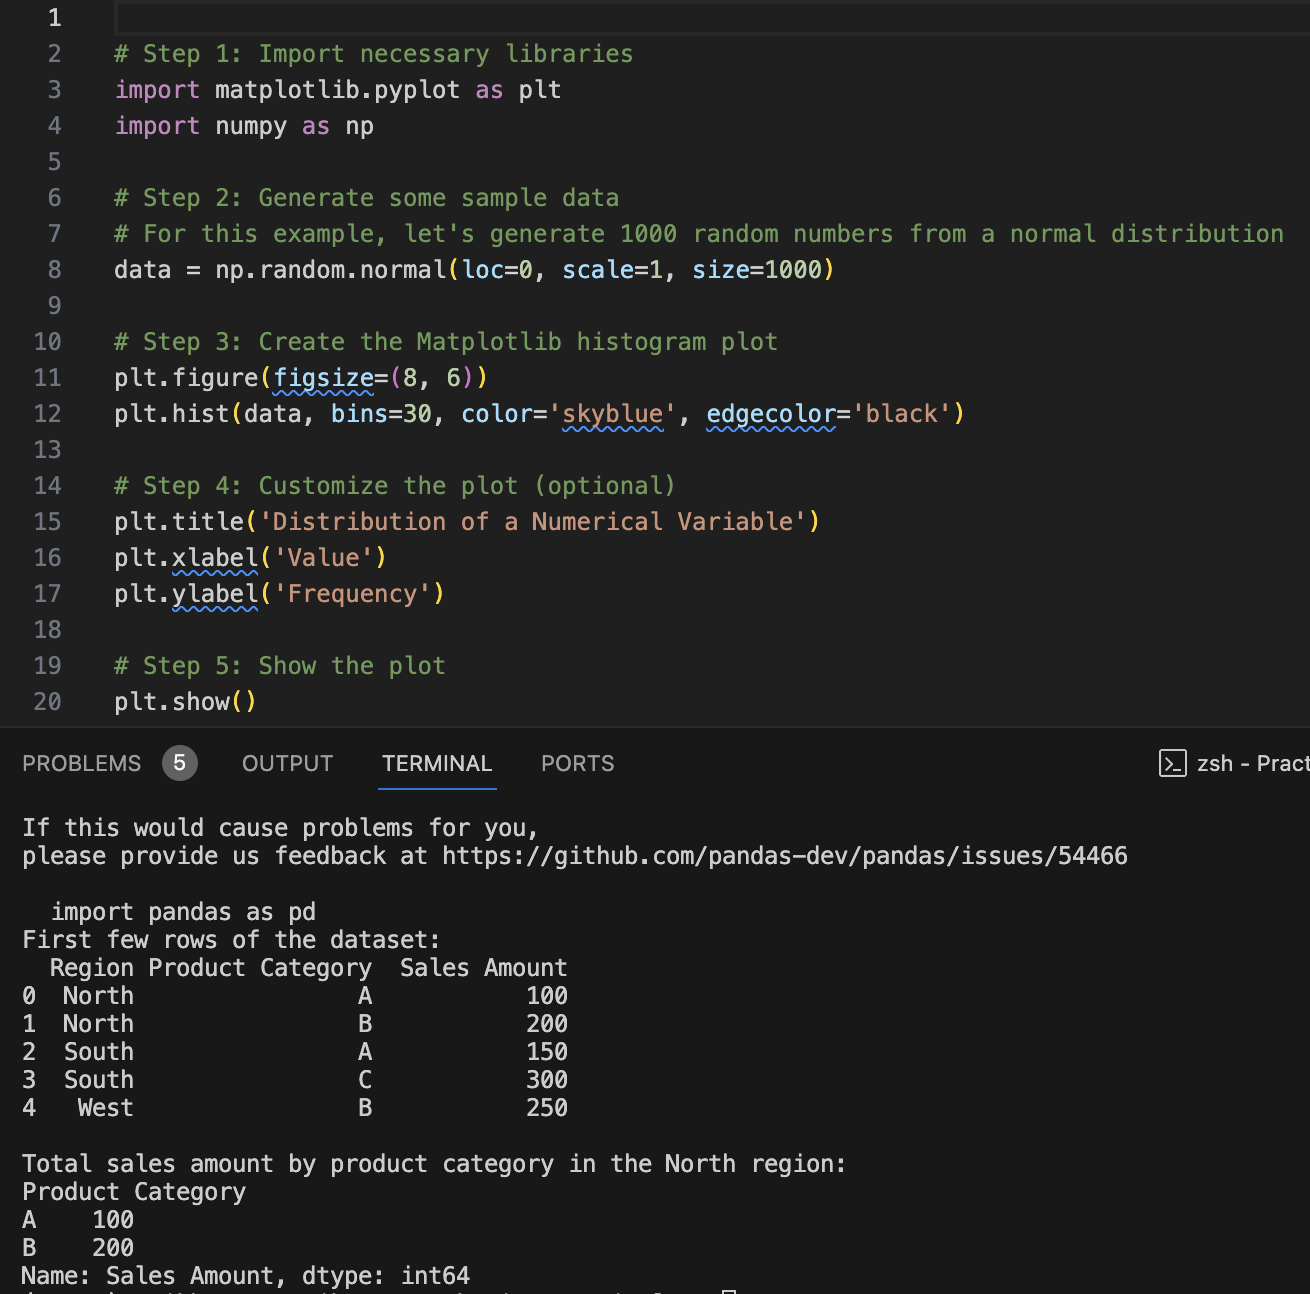 1
2 # Step 1: Import necessary libraries
3 import matplotlib.pyplot as plt
4 import numpy as np
5
6 # Step 2: Generate some sample data
7 # For this example, let's generate 1000 random numbers from a normal distribution
8 data = np.random.normal(loc=0, scale=1, size=1000)
9
10 # Step 3: Create the Matplotlib histogram plot
11 plt.figure(figsize=(8, 6))
12 plt.hist(data, bins=30, color='skyblue', edgecolor='black')
13
14 # Step 4: Customize the plot (optional)
15 plt.title('Distribution of a Numerical Variable')
16 plt.xlabel('Value')
17 plt.ylabel('Frequency')
18
19 # Step 5: Show the plot
20 plt.show()
PROBLEMS 5 OUTPUT TERMINAL PORTS zsh - Pract
If this would cause problems for you,
please provide us feedback at https://github.com/pandas-dev/pandas/issues/54466
import pandas as pd
First few rows of the dataset:
Region Product Category Sales Amount
0 North A 100
1 North B 200
2 South A 150
3 South C 300
4 West B 250
Total sales amount by product category in the North region:
Product Category
A 100
B 200
Name: Sales Amount, dtype: int64